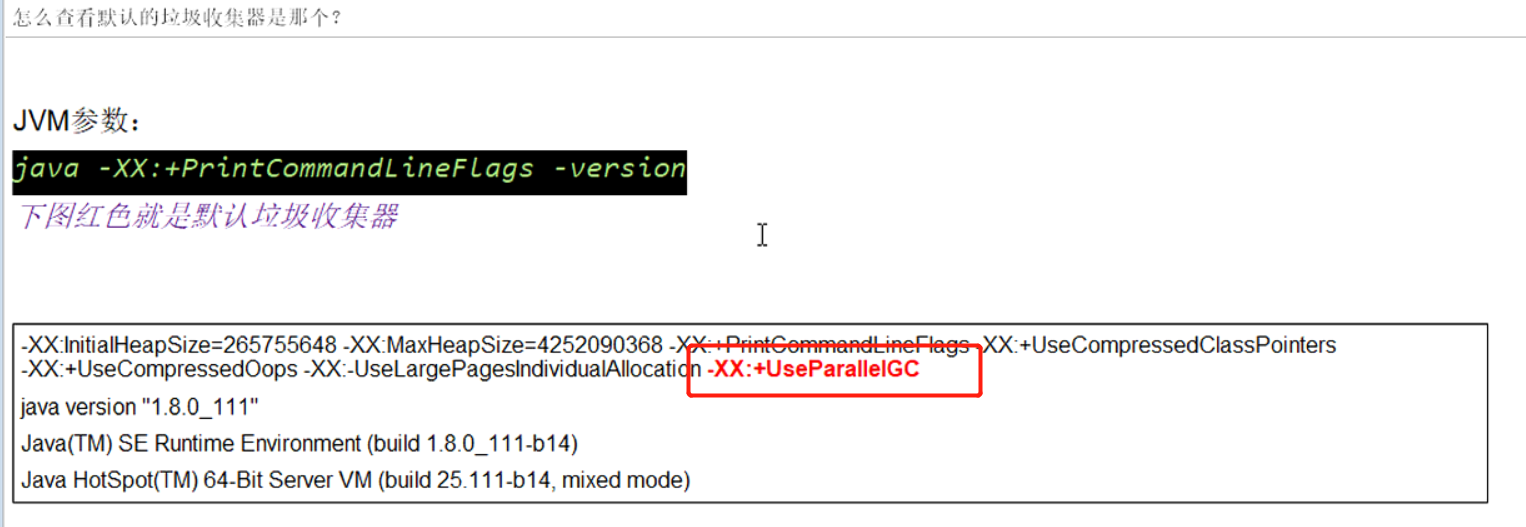 怎么查看默认的垃圾收集器是那个？
JVM参数：
java -XX:+PrintCommandLineFlags -version
下图红色就是默认垃圾收集器
-XX:InitialHeapSize=265755648 -XX:MaxHeapSize=4252090368 -XX:+PrintCommandLineFlags -XX:+UseCompressedClassPointers
-XX:+UseCompressedOops -XX:-UseLargePagesIndividualAllocation -XX:+UseParallelGC
java version "1.8.0_111"
Java(TM) SE Runtime Environment (build 1.8.0_111-b14)
Java HotSpot(TM) 64-Bit Server VM (build 25.111-b14, mixed mode)